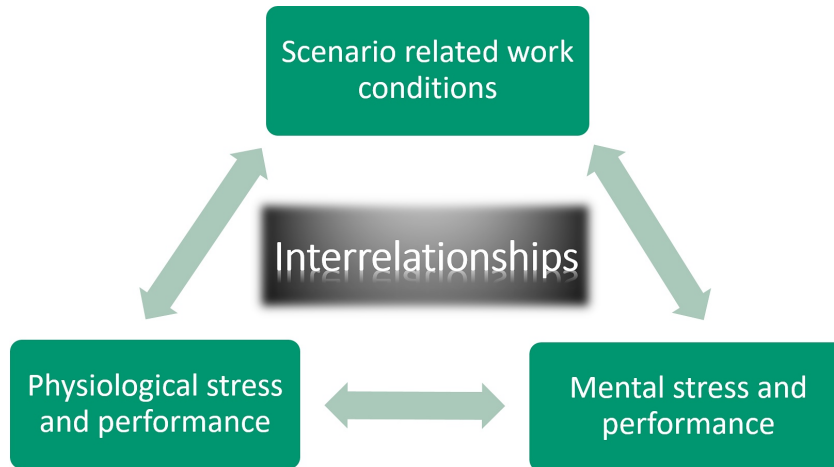 Scenario related work
conditions
Interrelationships
Physiological stress
and performance
Mental stress and
performance